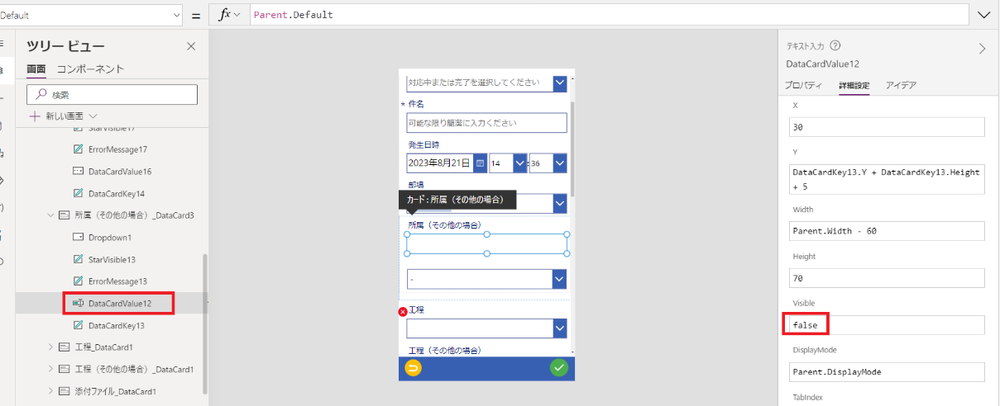 Default
=
fx
Parent.Default
ツリー ビュー
画面
コンポーネント
検索
新しい画面
StarVisible17
ErrorMessage17
DataCardValue16
DataCardKey14
所属（その他の場合）_DataCard3
Dropdown1
StarVisible13
ErrorMessage13
DataCardValue12
DataCardKey13
工程_DataCard1
工程（その他の場合）_DataCard1
添付ファイル_DataCard1
対応中または完了を選択してください
* 件名
可能な限り簡潔に入力ください
発生日時
2023年8月21日
14
:
36
部場
カード : 所属（その他の場合）
所属（その他の場合）
-
工程
工程（その他の場合）
テキスト入力
DataCardValue12
プロパティ
詳細設定
アイデア
X
30
Y
DataCardKey13.Y + DataCardKey13.Height
+ 5
Width
Parent.Width - 60
Height
70
Visible
false
DisplayMode
Parent.DisplayMode
TabIndex